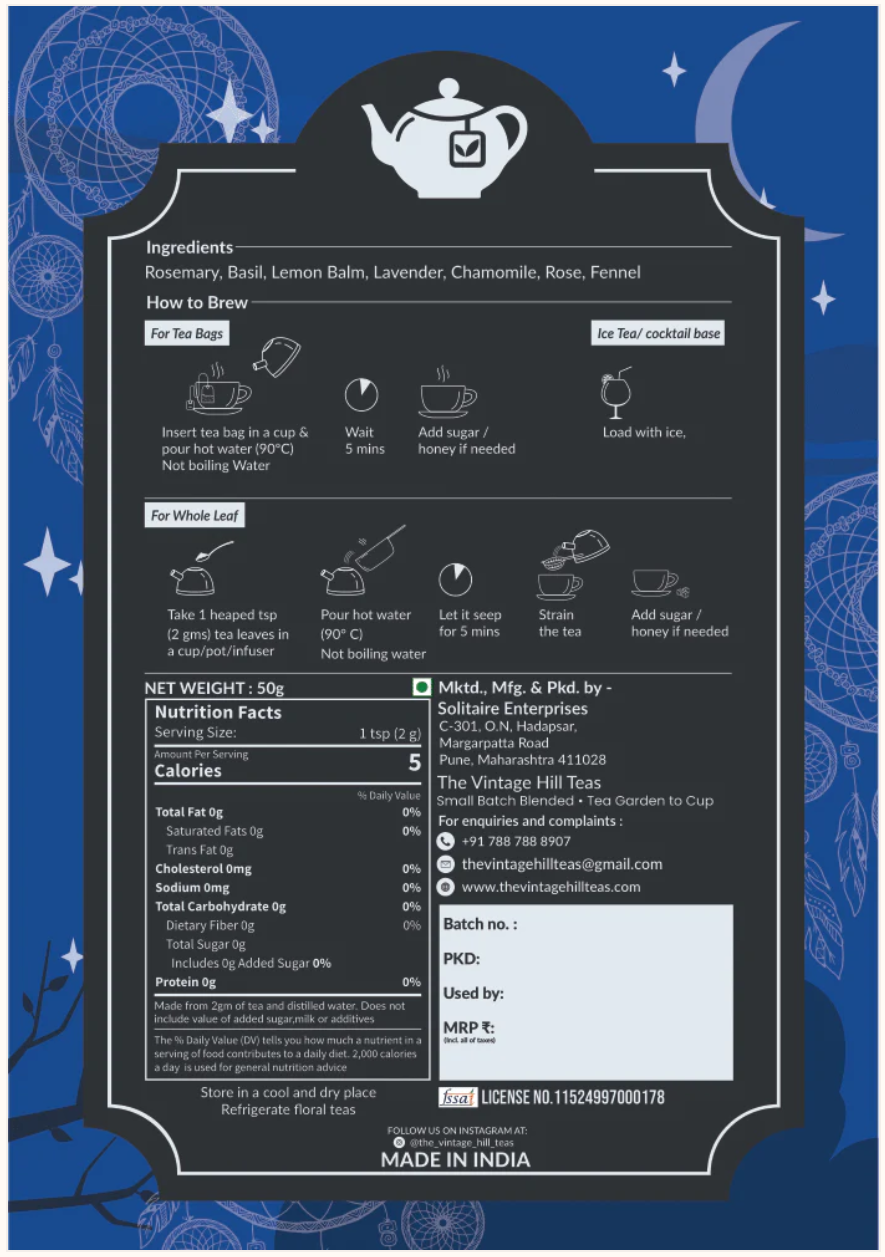 Ingredients
Rosemary, Basil, Lemon Balm, Lavender, Chamomile, Rose, Fennel
How to Brew
For Tea Bags
Ice Tea/ cocktail base
Insert tea bag in a cup &
pour hot water (90°C)
Not boiling Water
Wait
5 mins
Add sugar /
honey if needed
Load with ice,
For Whole Leaf
Take 1 heaped tsp
(2 gms) tea leaves in
a cup/pot/infuser
Pour hot water
(90° C)
Not boiling water
Let it seep
for 5 mins
Strain
the tea
Add sugar /
honey if needed
NET WEIGHT : 50g
Nutrition Facts
Serving Size: 1 tsp (2 g)
Amount Per Serving
Calories 5
% Daily Value
Total Fat 0g 0%
Saturated Fats 0g 0%
Trans Fat 0g
Cholesterol 0mg 0%
Sodium 0mg 0%
Total Carbohydrate 0g 0%
Dietary Fiber 0g 0%
Total Sugar 0g
Includes 0g Added Sugar 0%
Protein 0g 0%
Made from 2gm of tea and distilled water. Does not
include value of added sugar,milk or additives
The % Daily Value (DV) tells you how much a nutrient in a
serving of food contributes to a daily diet. 2,000 calories
a day is used for general nutrition advice
Store in a cool and dry place
Refrigerate floral teas
Mktd., Mfg. & Pkd. by -
Solitaire Enterprises
C-301, O.N, Hadapsar,
Margarpatta Road
Pune, Maharashtra 411028
The Vintage Hill Teas
Small Batch Blended • Tea Garden to Cup
For enquiries and complaints :
+91 788 788 8907
thevintagehillteas@gmail.com
www.thevintagehillteas.com
Batch no. :
PKD:
Used by:
MRP ₹:
(Incl. all of taxes)
fssai LICENSE NO.11524997000178
FOLLOW US ON INSTAGRAM AT:
@the_vintage_hill_teas
MADE IN INDIA